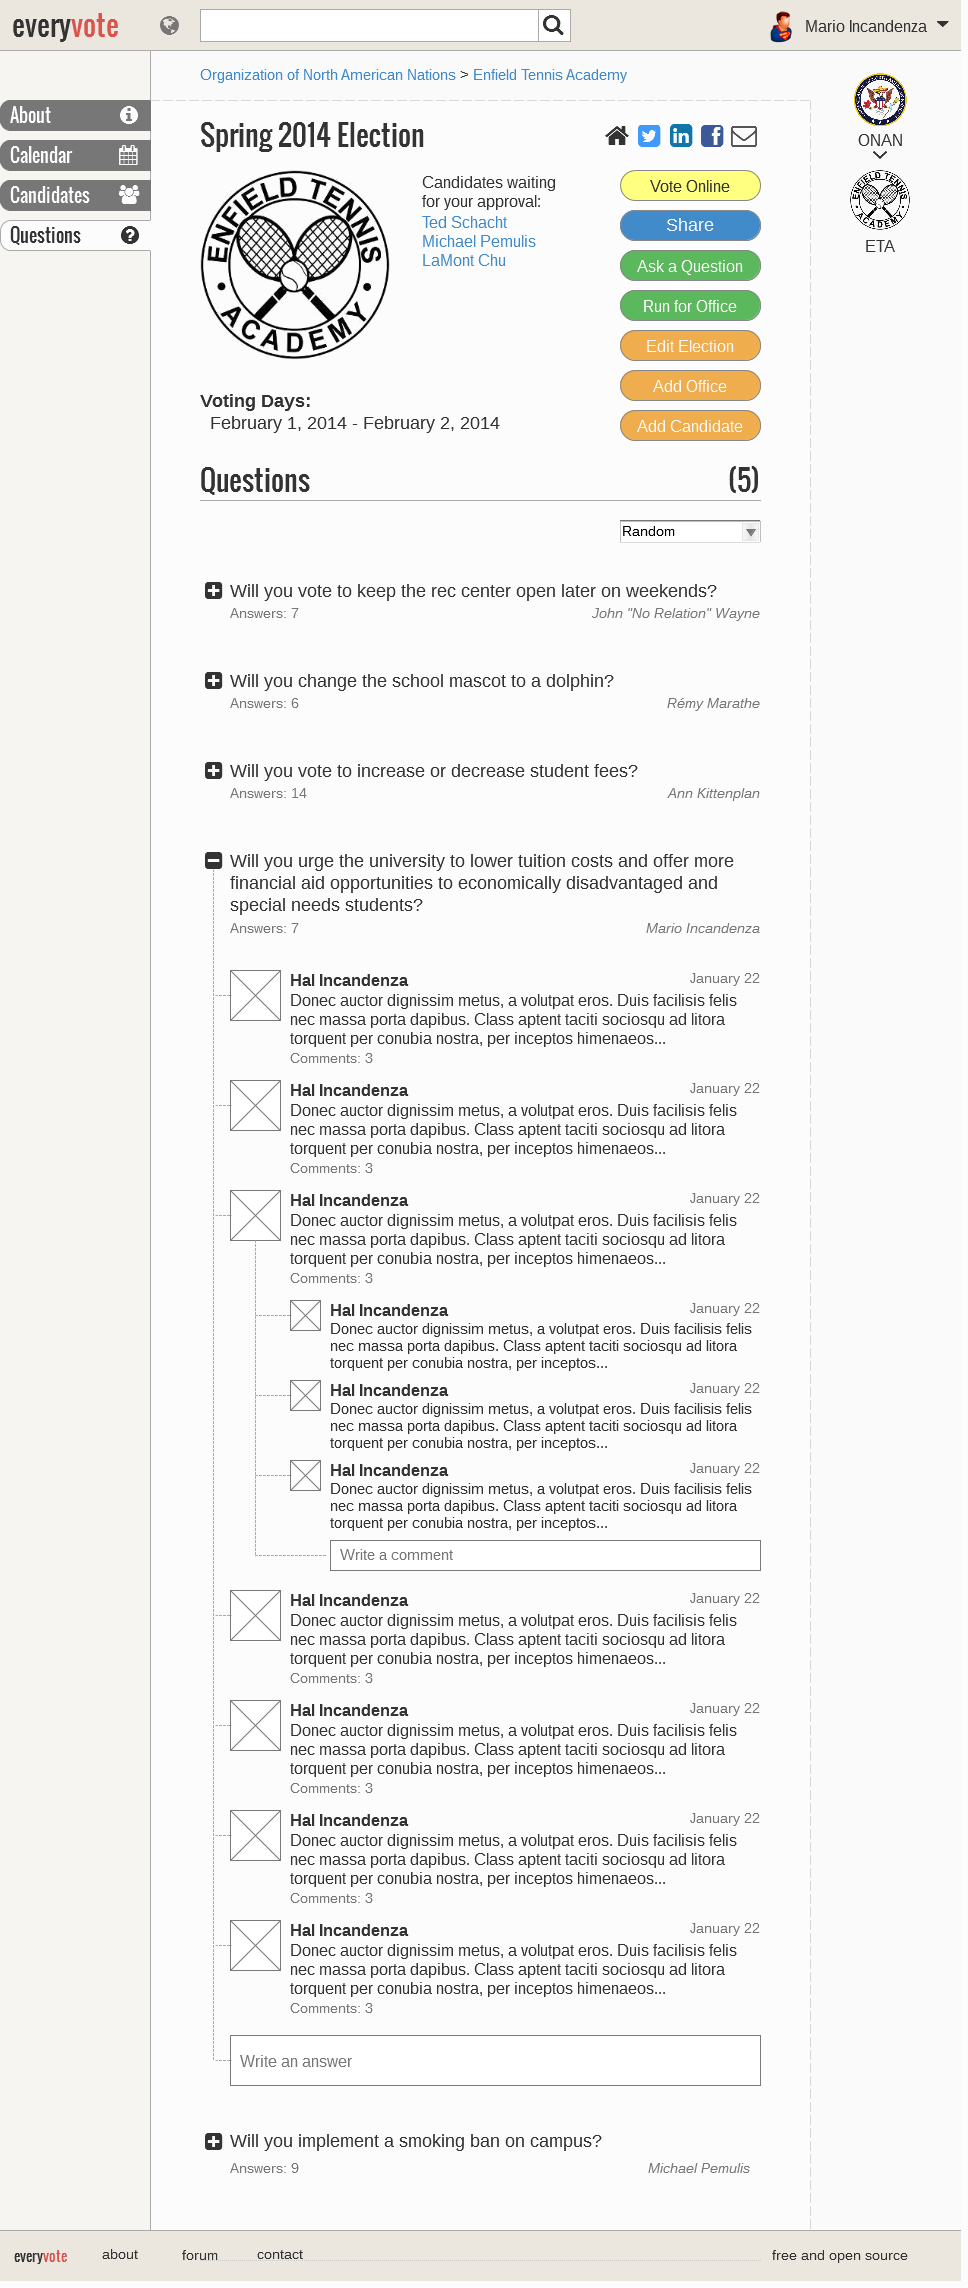 everyvote
Mario Incandenza
Organization of North American Nations > Enfield Tennis Academy
About
Calendar
Candidates
Questions
Spring 2014 Election
ENFIELD TENNIS
ACADEMY
Candidates waiting
for your approval:
Ted Schacht
Michael Pemulis
LaMont Chu
Vote Online
Share
Ask a Question
Run for Office
Edit Election
Add Office
Add Candidate
ONAN
ENFIELD TENNIS
ACADEMY
ETA
Voting Days:
February 1, 2014 - February 2, 2014
Questions (5)
Random
Will you vote to keep the rec center open later on weekends?
Answers: 7 John "No Relation" Wayne
Will you change the school mascot to a dolphin?
Answers: 6 Rémy Marathe
Will you vote to increase or decrease student fees?
Answers: 14 Ann Kittenplan
Will you urge the university to lower tuition costs and offer more
financial aid opportunities to economically disadvantaged and
special needs students?
Answers: 7 Mario Incandenza
Hal Incandenza January 22
Donec auctor dignissim metus, a volutpat eros. Duis facilisis felis
nec massa porta dapibus. Class aptent taciti sociosqu ad litora
torquent per conubia nostra, per inceptos himenaeos...
Comments: 3
Hal Incandenza January 22
Donec auctor dignissim metus, a volutpat eros. Duis facilisis felis
nec massa porta dapibus. Class aptent taciti sociosqu ad litora
torquent per conubia nostra, per inceptos himenaeos...
Comments: 3
Hal Incandenza January 22
Donec auctor dignissim metus, a volutpat eros. Duis facilisis felis
nec massa porta dapibus. Class aptent taciti sociosqu ad litora
torquent per conubia nostra, per inceptos himenaeos...
Comments: 3
Hal Incandenza January 22
Donec auctor dignissim metus, a volutpat eros. Duis facilisis felis
nec massa porta dapibus. Class aptent taciti sociosqu ad litora
torquent per conubia nostra, per inceptos...
Hal Incandenza January 22
Donec auctor dignissim metus, a volutpat eros. Duis facilisis felis
nec massa porta dapibus. Class aptent taciti sociosqu ad litora
torquent per conubia nostra, per inceptos...
Hal Incandenza January 22
Donec auctor dignissim metus, a volutpat eros. Duis facilisis felis
nec massa porta dapibus. Class aptent taciti sociosqu ad litora
torquent per conubia nostra, per inceptos...
Write a comment
Hal Incandenza January 22
Donec auctor dignissim metus, a volutpat eros. Duis facilisis felis
nec massa porta dapibus. Class aptent taciti sociosqu ad litora
torquent per conubia nostra, per inceptos himenaeos...
Comments: 3
Hal Incandenza January 22
Donec auctor dignissim metus, a volutpat eros. Duis facilisis felis
nec massa porta dapibus. Class aptent taciti sociosqu ad litora
torquent per conubia nostra, per inceptos himenaeos...
Comments: 3
Hal Incandenza January 22
Donec auctor dignissim metus, a volutpat eros. Duis facilisis felis
nec massa porta dapibus. Class aptent taciti sociosqu ad litora
torquent per conubia nostra, per inceptos himenaeos...
Comments: 3
Hal Incandenza January 22
Donec auctor dignissim metus, a volutpat eros. Duis facilisis felis
nec massa porta dapibus. Class aptent taciti sociosqu ad litora
torquent per conubia nostra, per inceptos himenaeos...
Comments: 3
Write an answer
Will you implement a smoking ban on campus?
Answers: 9 Michael Pemulis
everyvote about forum contact free and open source